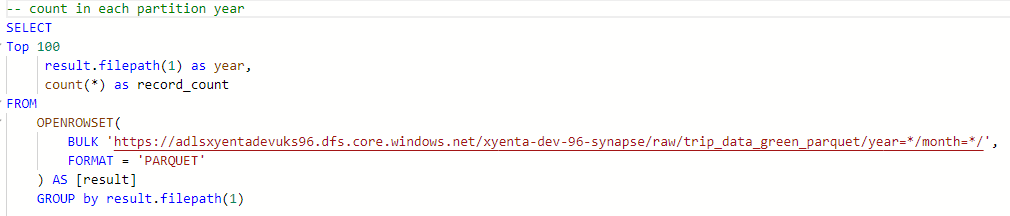 -- count in each partition year
SELECT
Top 100
result.filepath(1) as year,
count(*) as record_count
FROM
OPENROWSET(
BULK 'https://adlsxyentadevuks96.dfs.core.windows.net/xyenta-dev-96-synapse/raw/trip_data_green_parquet/year=*/month=*/',
FORMAT = 'PARQUET'
) AS [result]
GROUP by result.filepath(1)